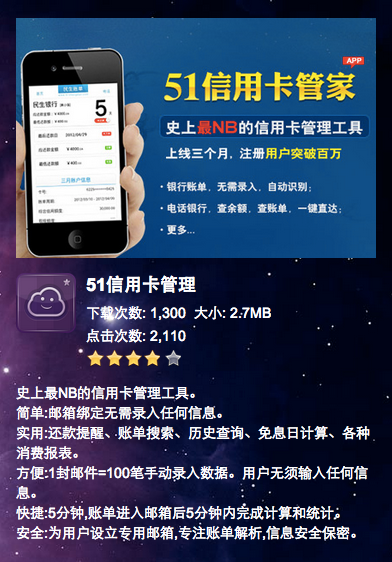 APP
51信用卡管家
史上最NB的信用卡管理工具
上线三个月，注册用户突破百万
·银行账单，无需录入，自动识别；
·电话银行，查余额，查账单，一键直达；
·更多...
民生账单
民生银行
5
三月账户信息
51信用卡管理
下载次数: 1,300 大小: 2.7MB
点击次数: 2,110
史上最NB的信用卡管理工具。
简单:邮箱绑定无需录入任何信息。
实用:还款提醒、账单搜索、历史查询、免息日计算、各种
消费报表。
方便:1封邮件=100笔手动录入数据。用户无须输入任何信
息。
快捷:5分钟,账单进入邮箱后5分钟内完成计算和统计。
安全:为用户设立专用邮箱,专注账单解析,信息安全保密。